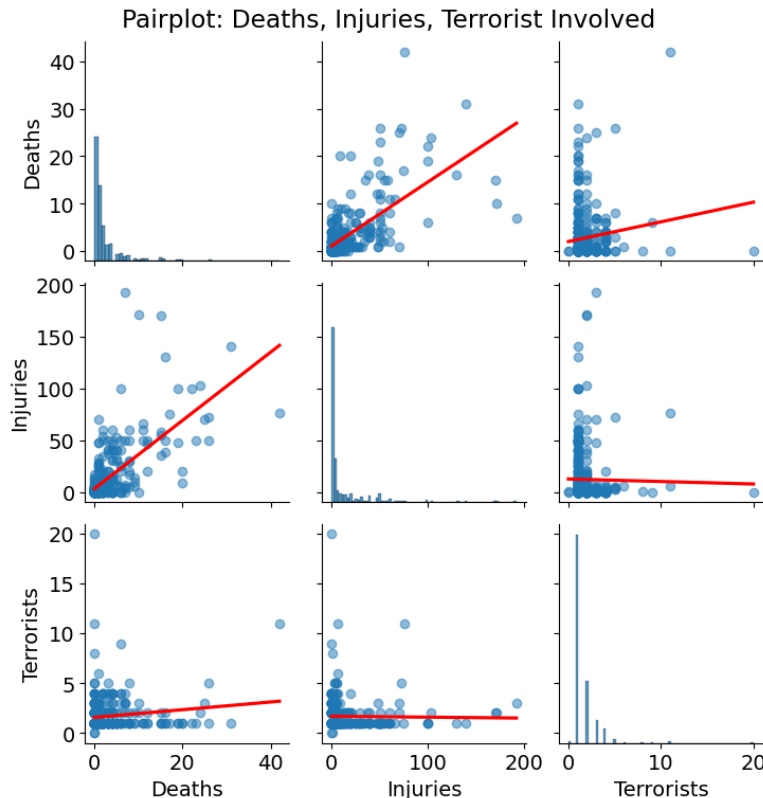 Pairplot: Deaths, Injuries, Terrorist Involved
Deaths
40
30
20
10
0
Injuries
200
150
100
50
0
Terrorists
20
15
10
5
0
0 20 40
0 100 200
0 10 20
Deaths Injuries Terrorists